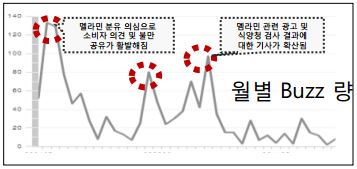 140
120
100
80
60
40
20
0
멜라민 분유 의심으로
소비자 의견 및 불만
공유가 활발해짐
멜라민 관련 광고 및
식양청 검사 결과에
대한 기사가 확산됨
월별 Buzz 량